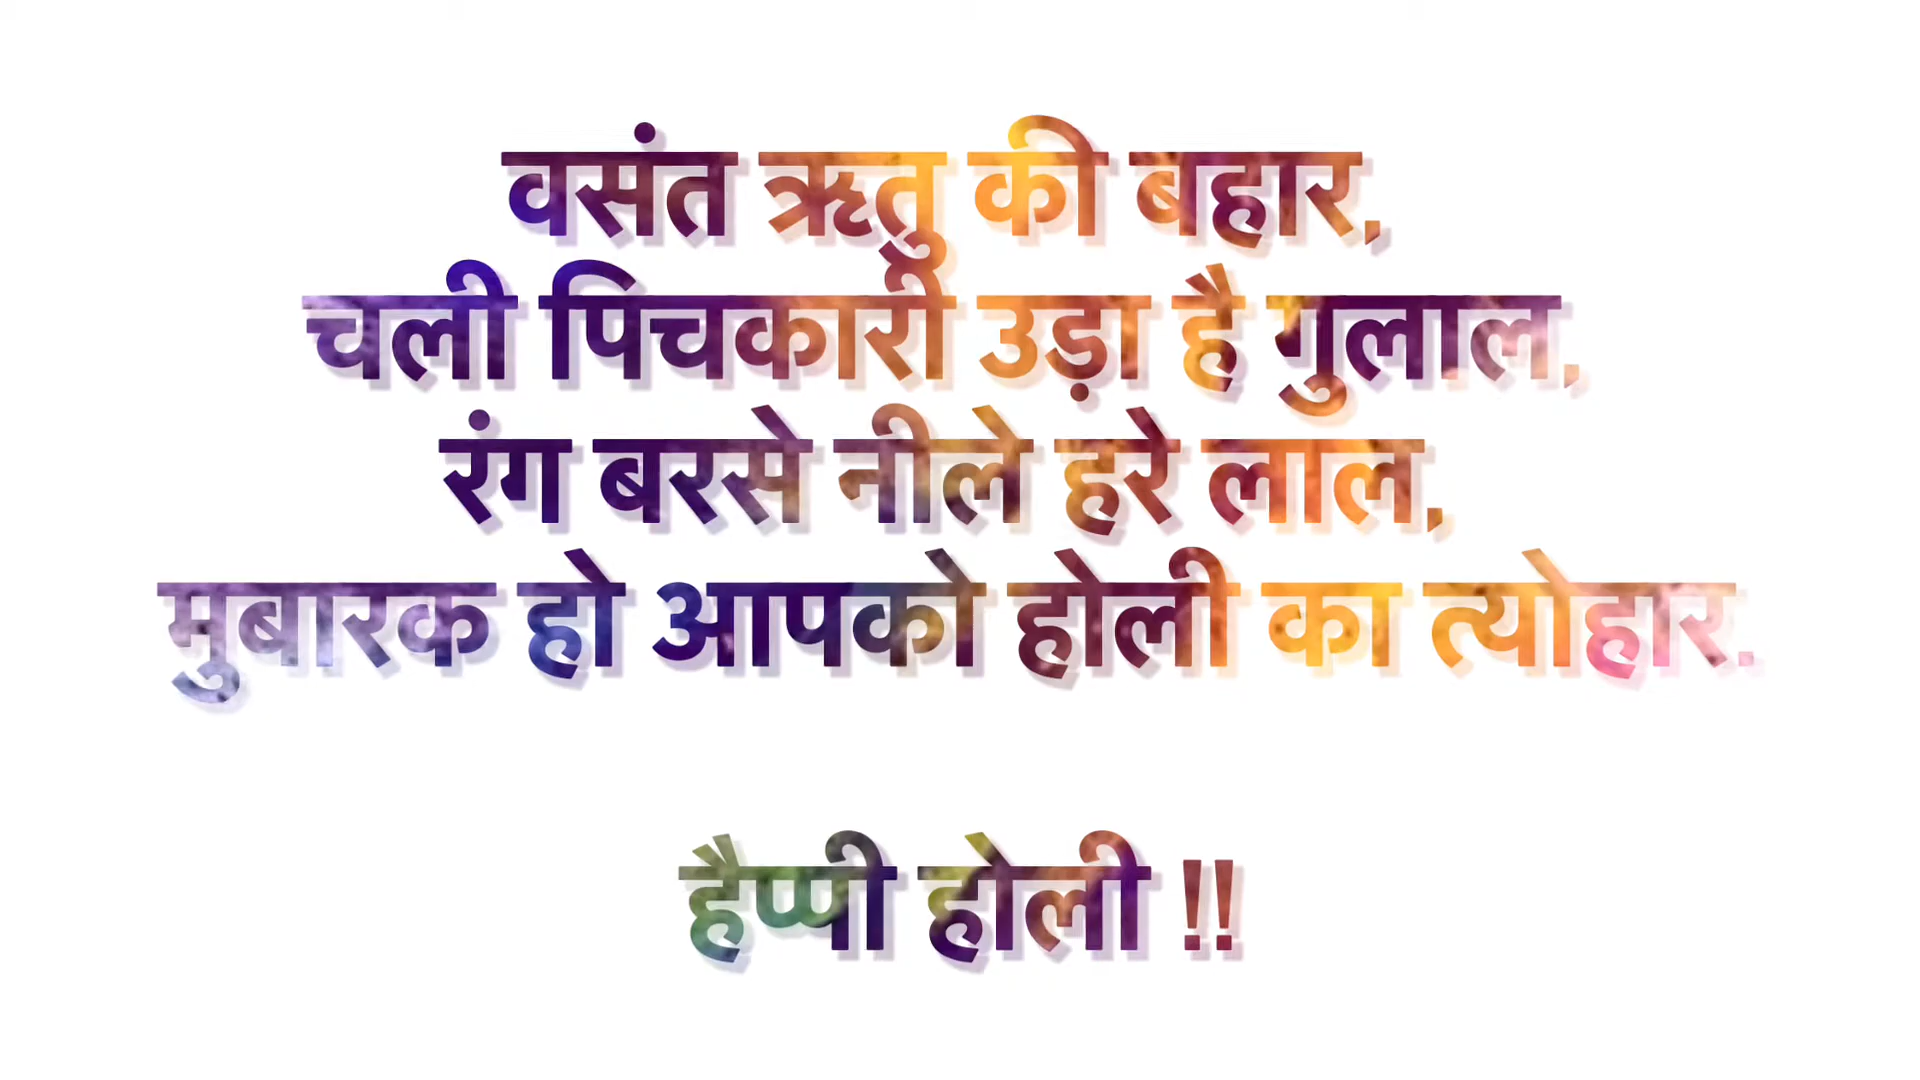 वसंत ऋतु की बहार,
चली पिचकारी उड़ा है गुलाल,
रंग बरसे नीले हरे लाल,
मुबारक हो आपको होली का त्योहार.
हैप्पी होली !!